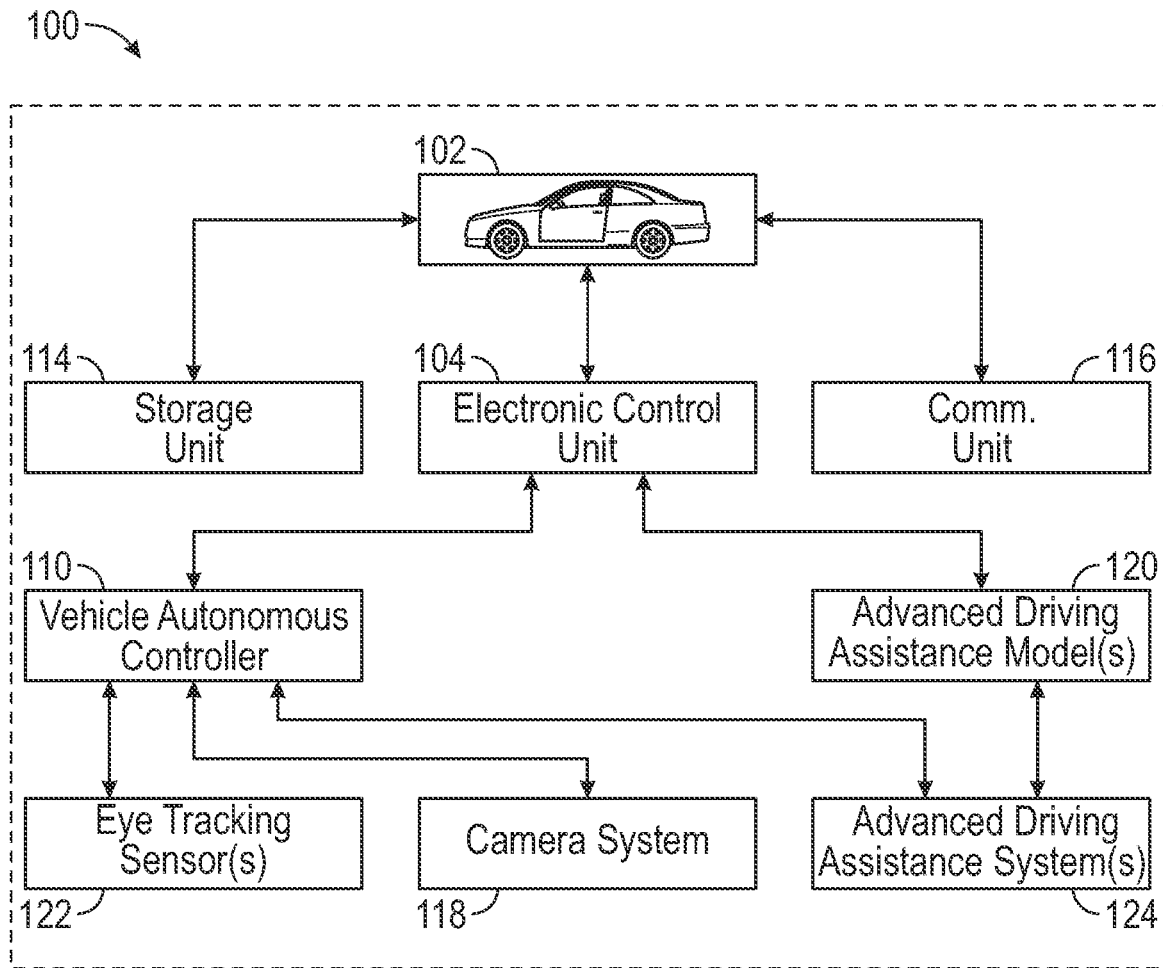 100
102
114
104
116
Storage
Unit
Electronic Control
Unit
Comm.
Unit
110
120
Vehicle Autonomous
Controller
Advanced Driving
Assistance Model(s)
Eye Tracking
Sensor(s)
Camera System
Advanced Driving
Assistance System(s)
122
118
124